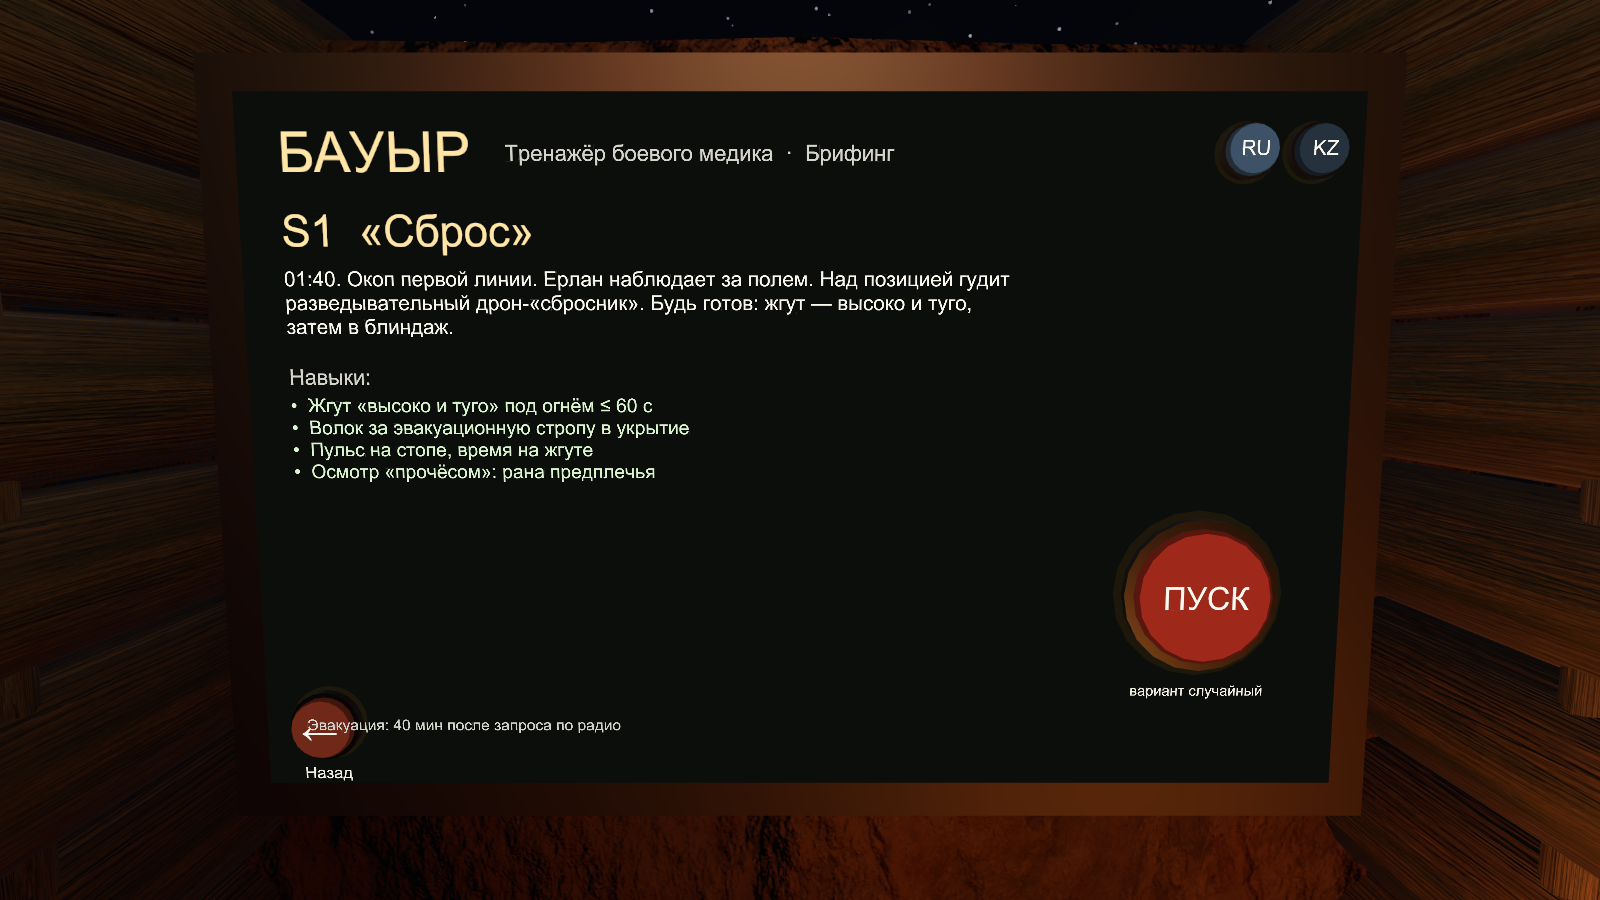 БАУЫР Тренажёр боевого медика · Брифинг RU KZ
S1 «Сброс»
01:40. Окоп первой линии. Ерлан наблюдает за полем. Над позицией гудит
разведывательный дрон-«сбросник». Будь готов: жгут — высоко и туго,
затем в блиндаж.
Навыки:
• Жгут «высоко и туго» под огнём ≤ 60 с
• Волок за эвакуационную стропу в укрытие
• Пульс на стопе, время на жгуте
• Осмотр «прочёсом»: рана предплечья
ПУСК
вариант случайный
Эвакуация: 40 мин после запроса по радио
←
Назад